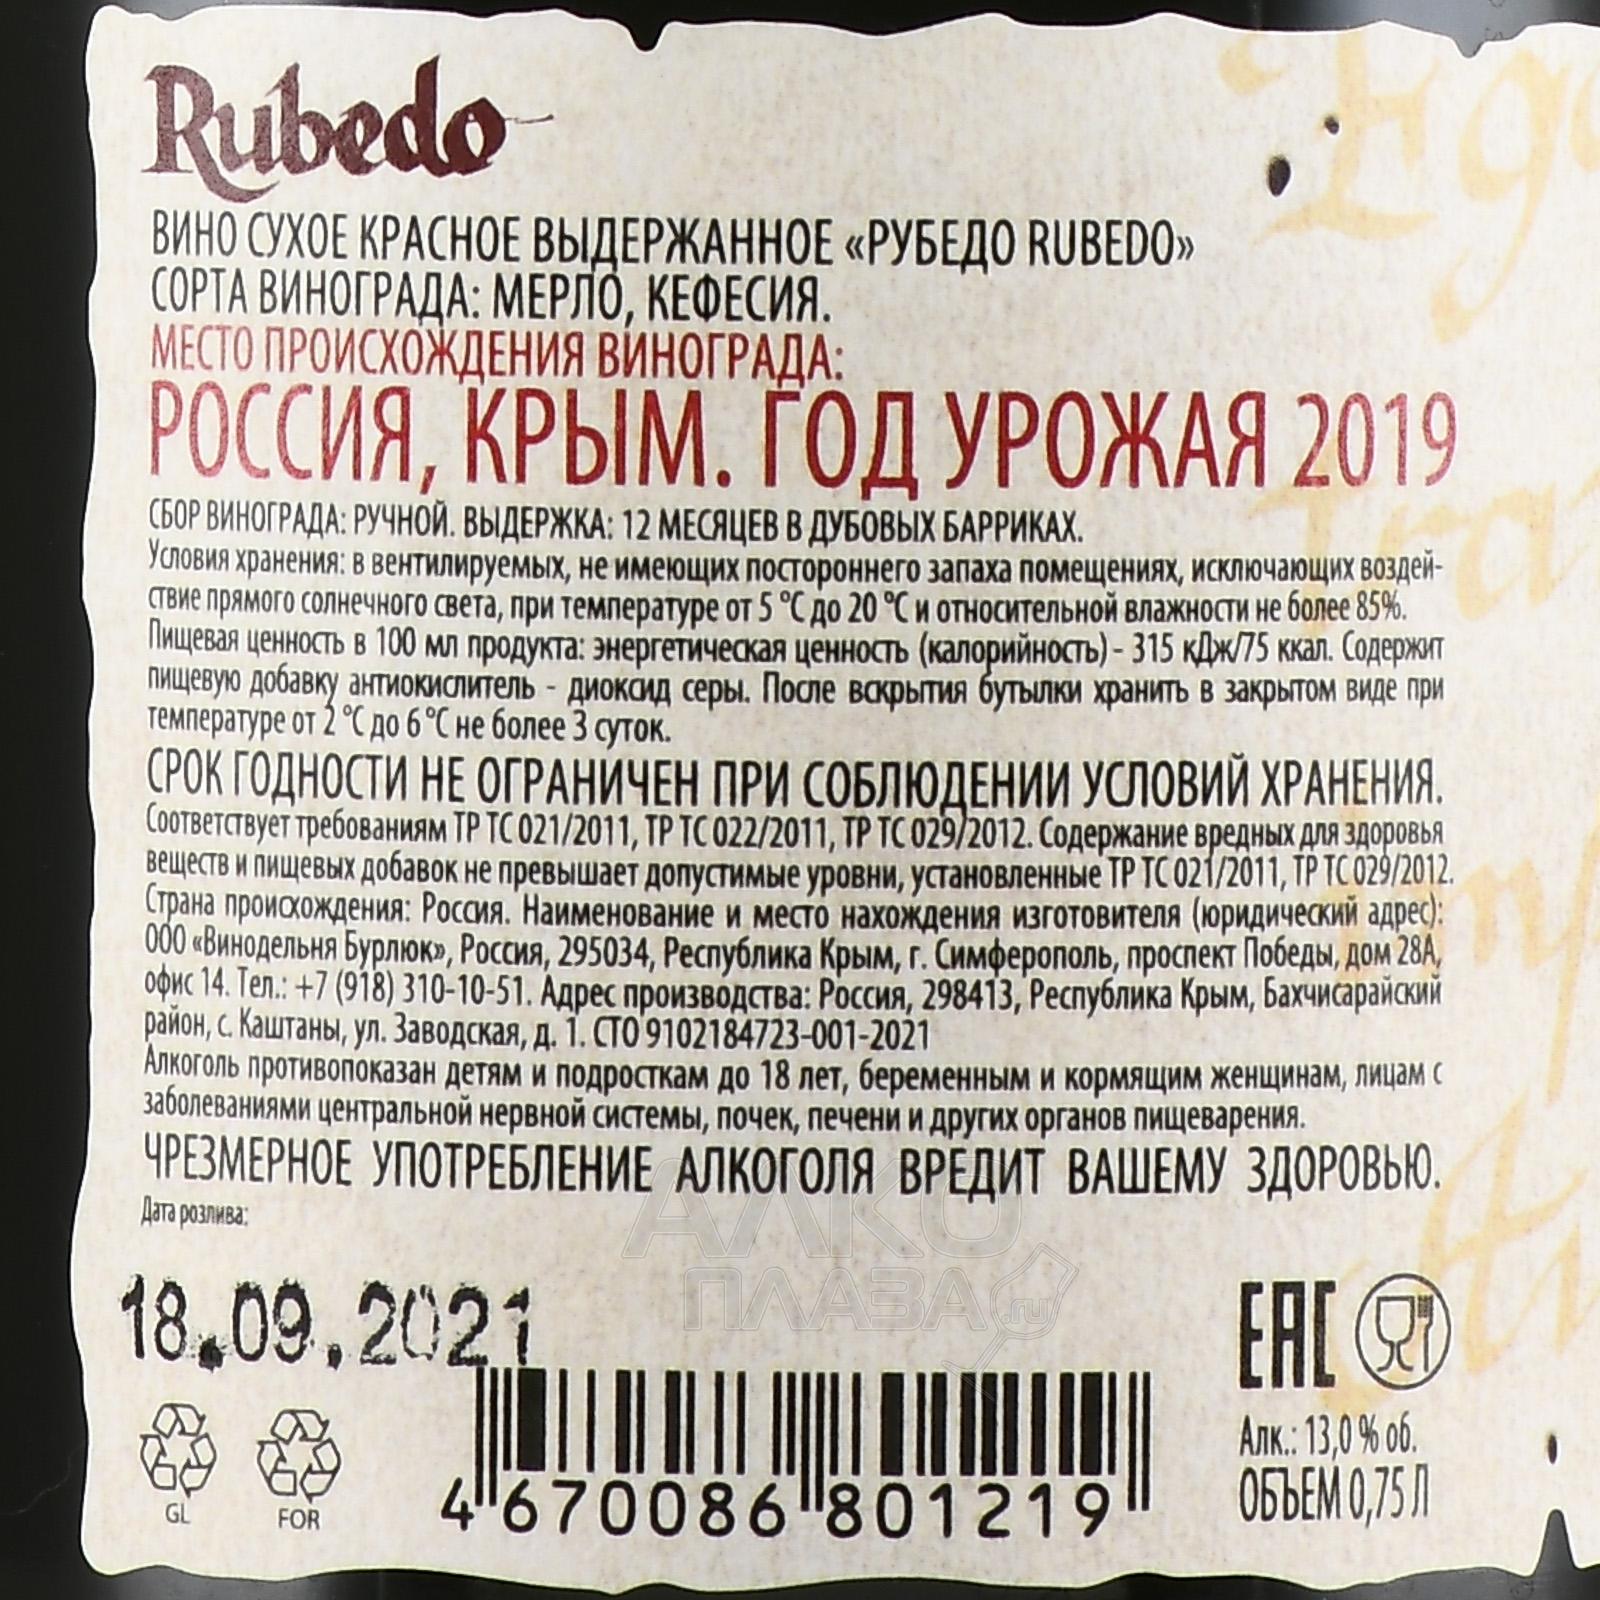 Rubedo
ВИНО СУХОЕ КРАСНОЕ ВЫДЕРЖАННОЕ «РУБЕДО RUBEDO»
СОРТА ВИНОГРАДА: МЕРЛО, КЕФЕСИЯ.
МЕСТО ПРОИСХОЖДЕНИЯ ВИНОГРАДА:
РОССИЯ, КРЫМ. ГОД УРОЖАЯ 2019
СБОР ВИНОГРАДА: РУЧНОЙ. ВЫДЕРЖКА: 12 МЕСЯЦЕВ В ДУБОВЫХ БАРРИКАХ.
Условия хранения: в вентилируемых, не имеющих постороннего запаха помещениях, исключающих воздей-
ствие прямого солнечного света, при температуре от 5 °С до 20 °С и относительной влажности не более 85%.
Пищевая ценность в 100 мл продукта: энергетическая ценность (калорийность) - 315 кДж/75 ккал. Содержит
пищевую добавку антиокислитель - диоксид серы. После вскрытия бутылки хранить в закрытом виде при
температуре от 2 °С до 6 °С не более 3 суток.
СРОК ГОДНОСТИ НЕ ОГРАНИЧЕН ПРИ СОБЛЮДЕНИИ УСЛОВИЙ ХРАНЕНИЯ.
Соответствует требованиям ТР ТС 021/2011, ТР ТС 022/2011, ТР ТС 029/2012. Содержание вредных для здоровья
веществ и пищевых добавок не превышает допустимые уровни, установленные ТР ТС 021/2011, ТР ТС 029/2012.
Страна происхождения: Россия. Наименование и место нахождения изготовителя (юридический адрес):
ООО «Винодельня Бурлюк», Россия, 295034, Республика Крым, г. Симферополь, проспект Победы, дом 28А,
офис 14. Тел.: +7 (918) 310-10-51. Адрес производства: Россия, 298413, Республика Крым, Бахчисарайский
район, с. Каштаны, ул. Заводская, д. 1. СТО 9102184723-001-2021
Алкоголь противопоказан детям и подросткам до 18 лет, беременным и кормящим женщинам, лицам с
заболеваниями центральной нервной системы, почек, печени и других органов пищеварения.
ЧРЕЗМЕРНОЕ УПОТРЕБЛЕНИЕ АЛКОГОЛЯ ВРЕДИТ ВАШЕМУ ЗДОРОВЬЮ.
Дата розлива:
АЛКО
ПЛАЗА.ru
18.09.2021
EAC
GL
FOR
4 670086 801219
Алк.: 13,0 % об.
ОБЪЕМ 0,75 Л